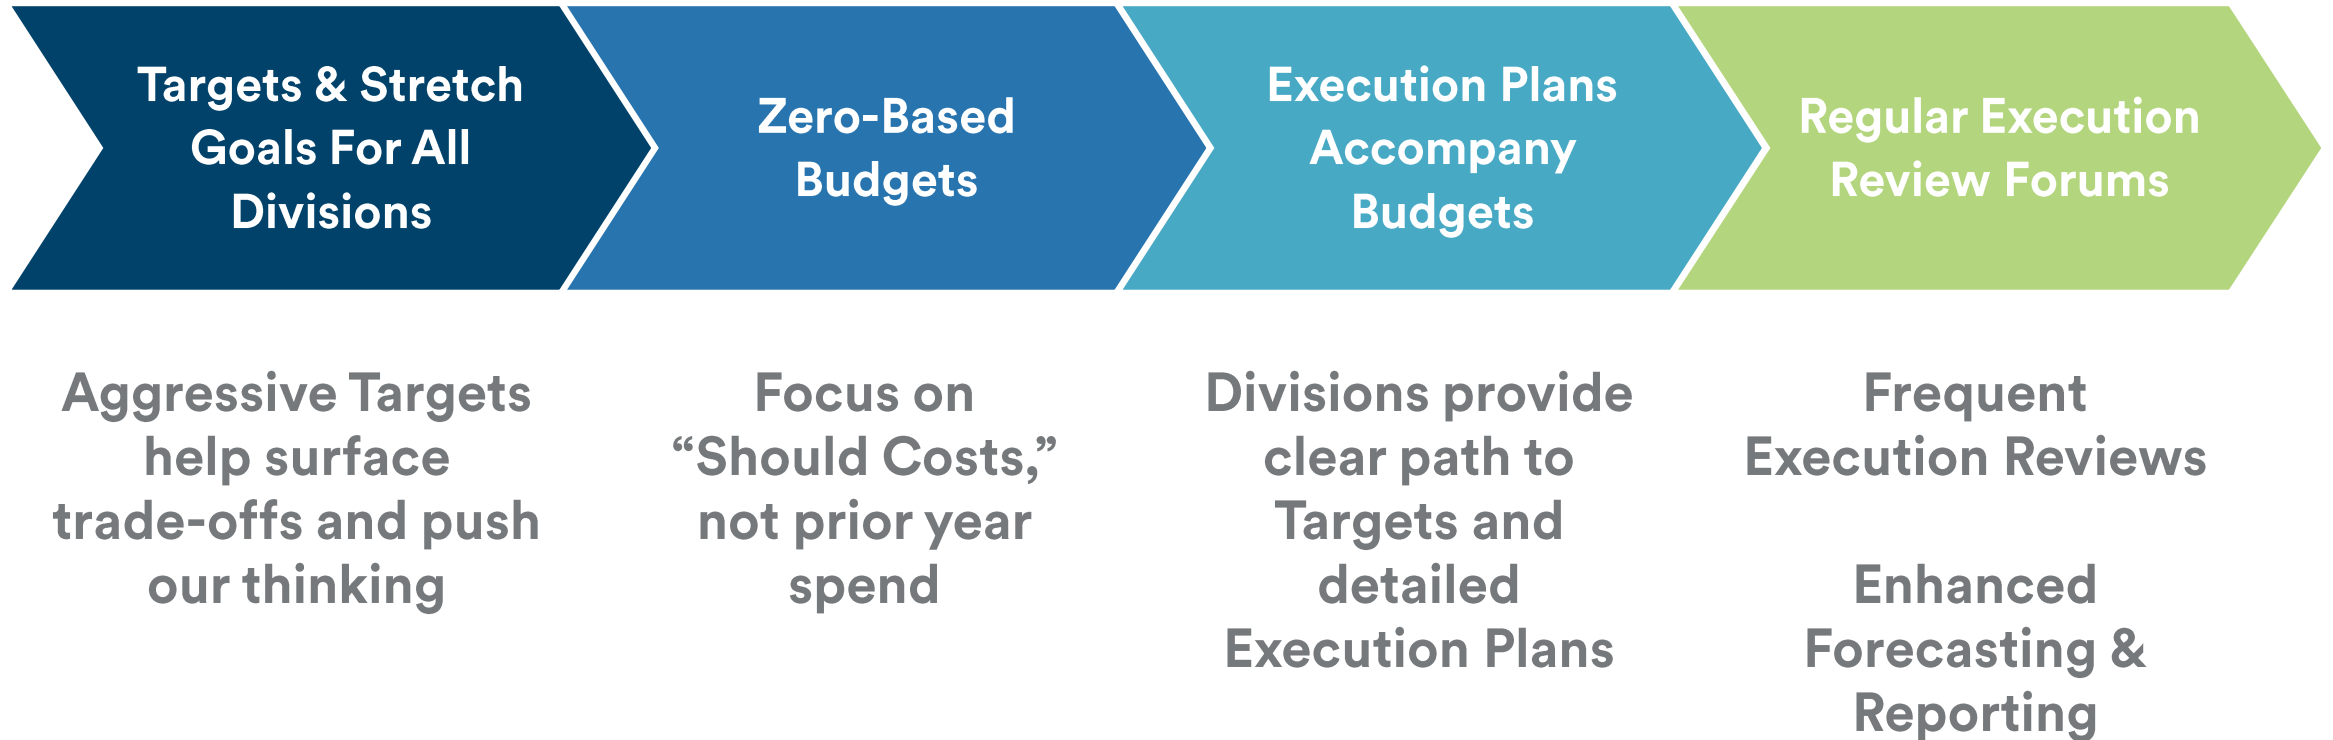 Targets & Stretch
Goals For All
Divisions
Zero-Based
Budgets
Execution Plans
Accompany
Budgets
Regular Execution
Review Forums
Aggressive Targets
help surface
trade-offs and push
our thinking
Focus on
“Should Costs,”
not prior year
spend
Divisions provide
clear path to
Targets and
detailed
Execution Plans
Frequent
Execution Reviews
Enhanced
Forecasting &
Reporting